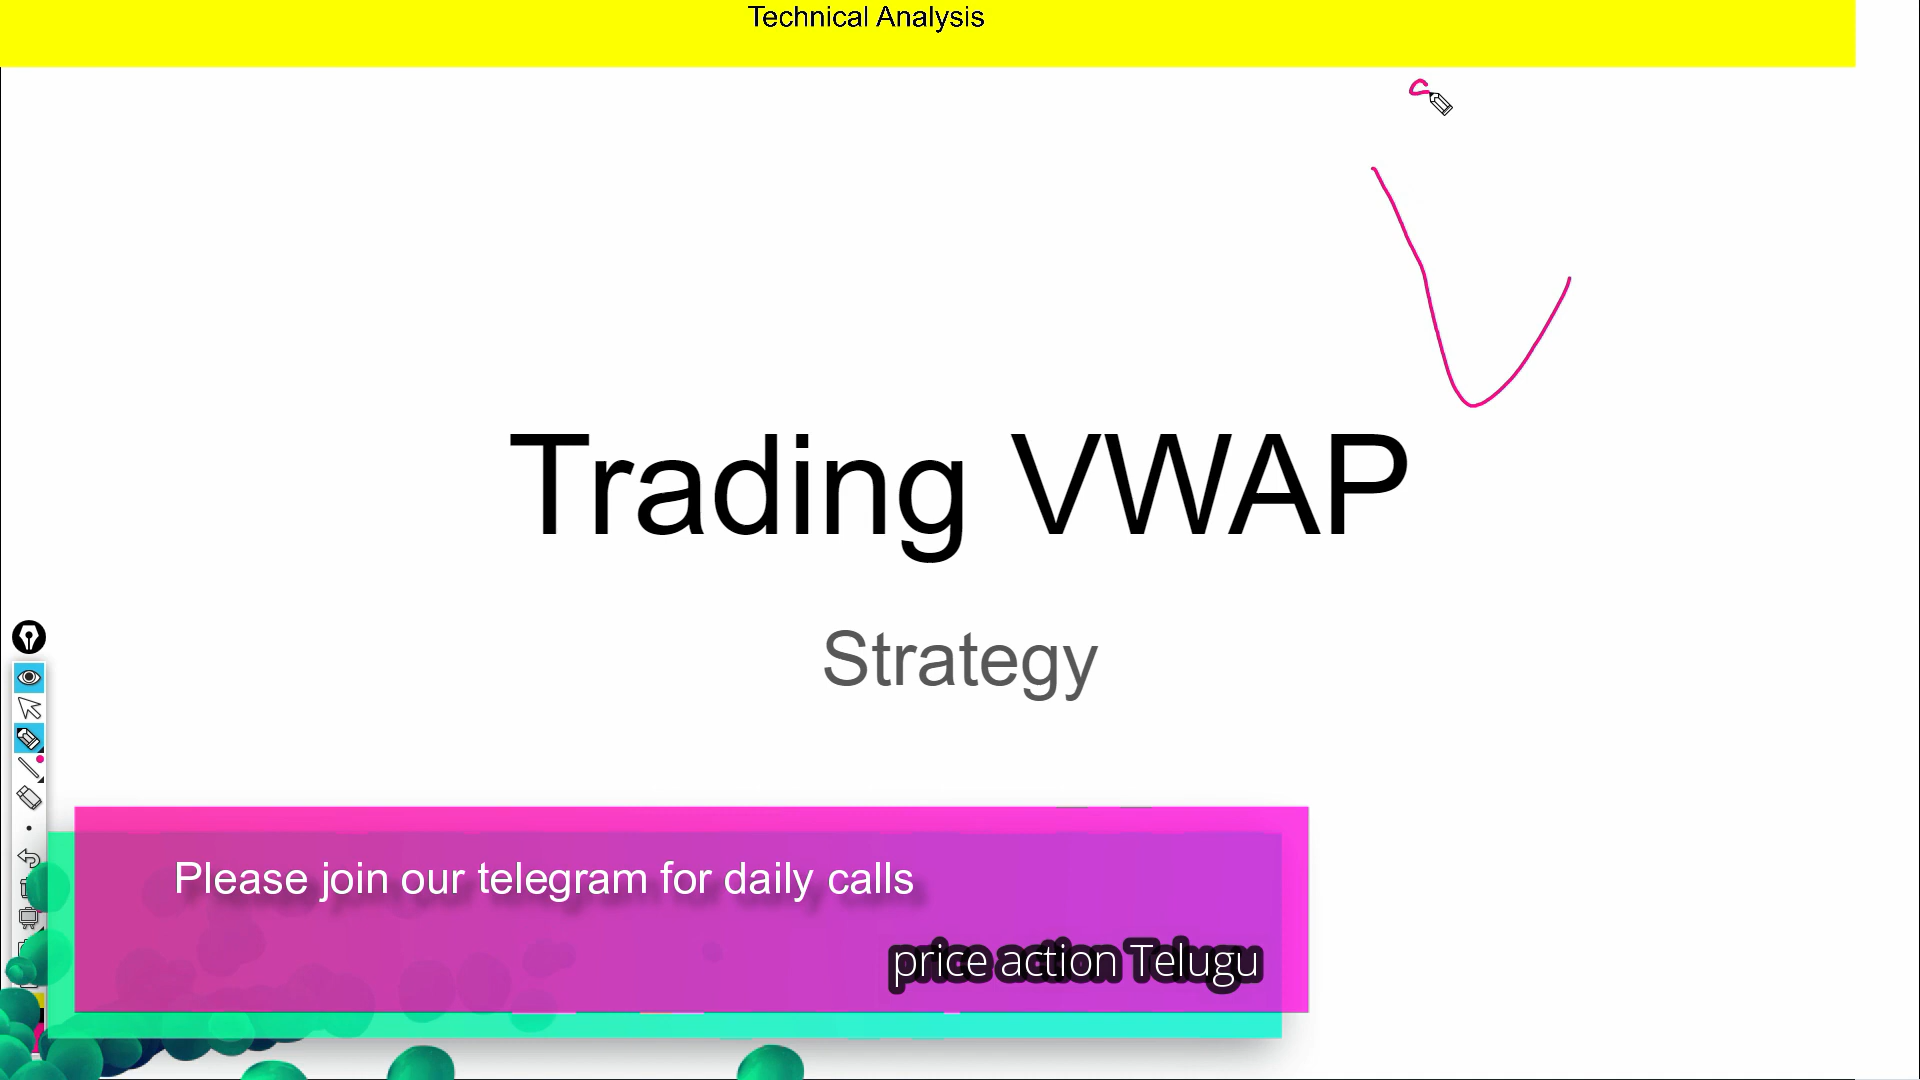 Technical Analysis
Trading VWAP
Strategy
Please join our telegram for daily calls
price action Telugu